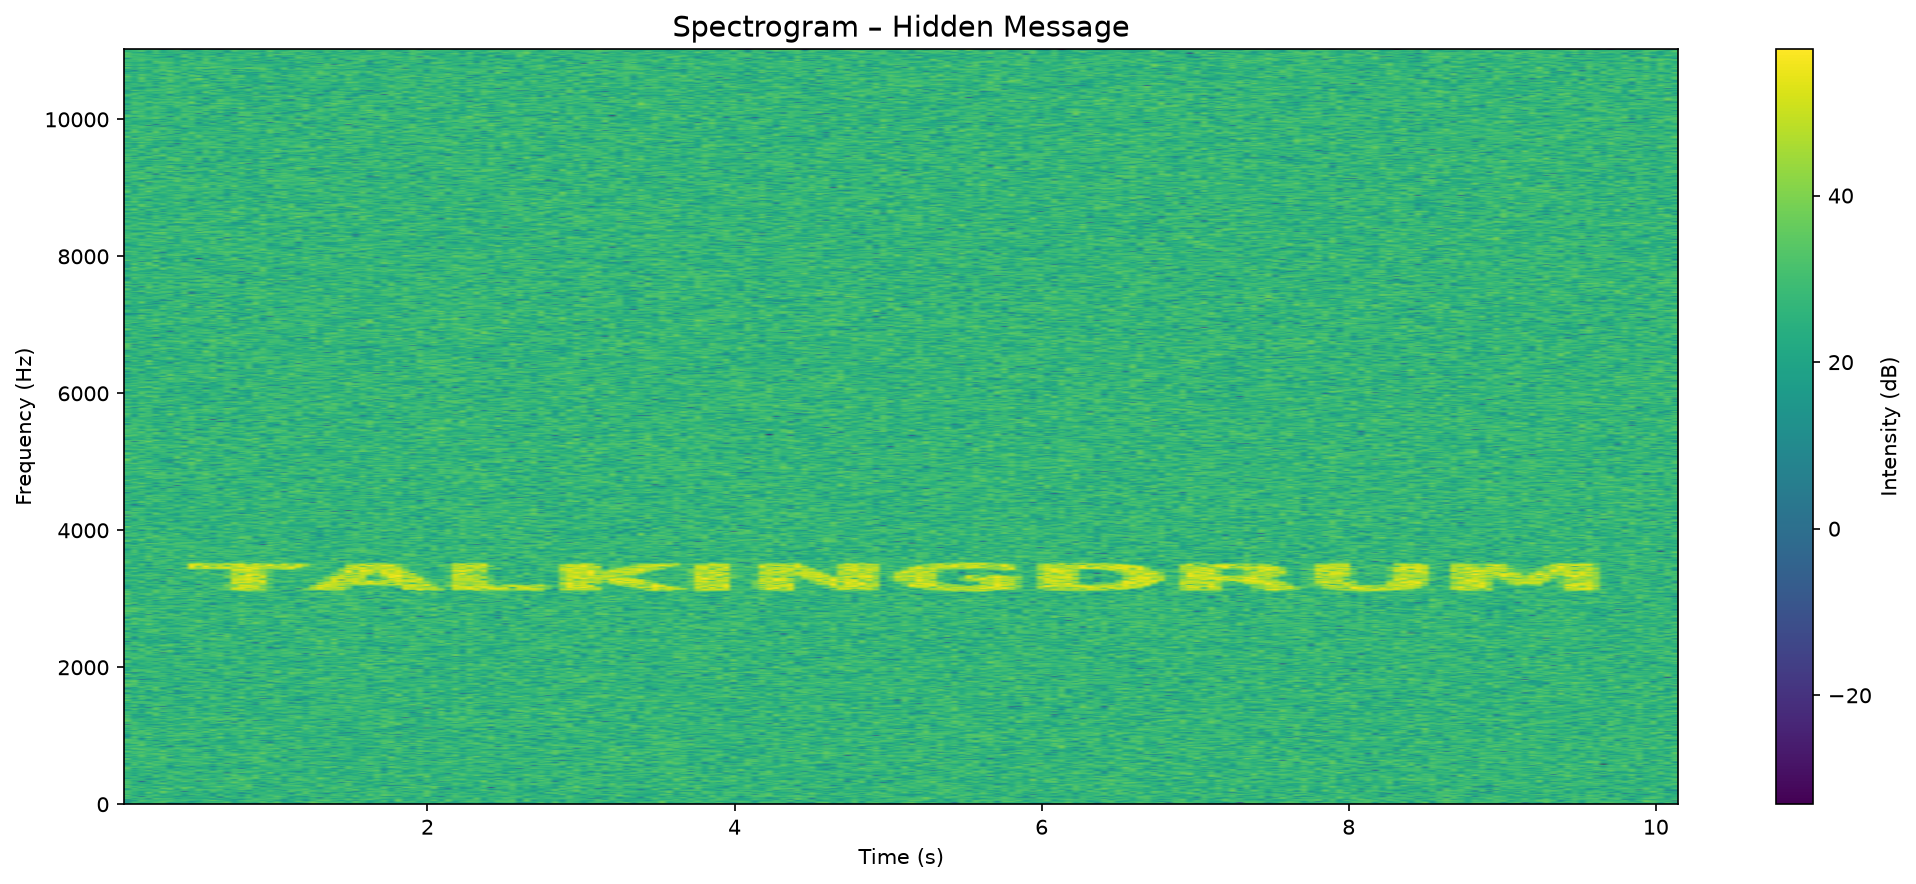 Spectrogram – Hidden Message
10000
8000
6000
4000
2000
0
Frequency (Hz)
TALKINGDRUM
2 4 6 8 10
Time (s)
40
20
0
−20
Intensity (dB)